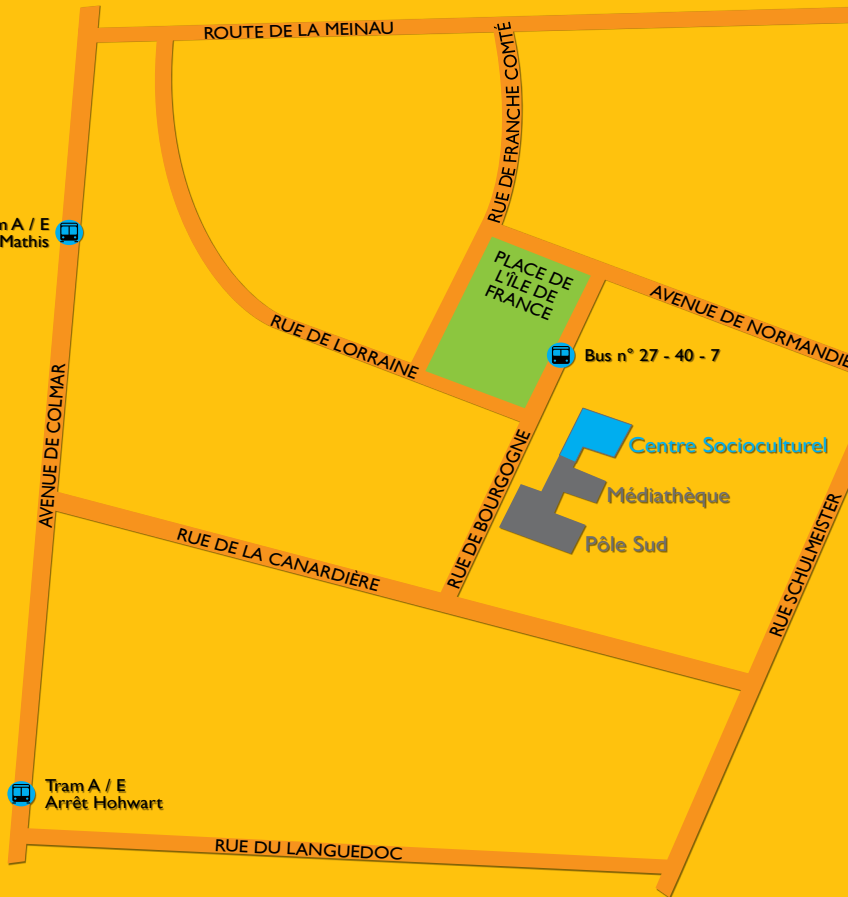 ROUTE DE LA MEINAU
RUE DE FRANCHE COMTÉ
A / E
Mathis
PLACE DE
L'ÎLE DE
FRANCE
AVENUE DE NORMANDIE
RUE DE LORRAINE
Bus n° 27 - 40 - 7
AVENUE DE COLMAR
Centre Socioculturel
RUE DE BOURGOGNE
Médiathèque
RUE SCHULMEISTER
RUE DE LA CANARDIÈRE
Pôle Sud
Tram A / E
Arrêt Hohwart
RUE DU LANGUEDOC